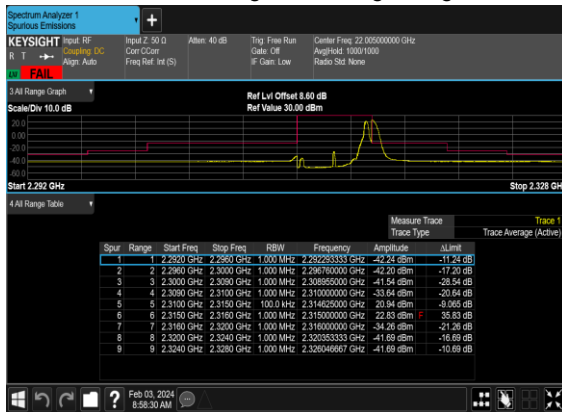 Spectrum Analyzer 1
Spurious Emissions
+
KEYSIGHT Input: RF Input Z: 50 Ω Atten: 40 dB Trig: Free Run Center Freq: 22.005000000 GHz
R T Coupling: DC Corr CCorr Gate: Off Avg|Hold: 1000/1000
Align: Auto Freq Ref: Int (S) IF Gain: Low Radio Std: None
FAIL
3 All Range Graph Ref Lvl Offset 8.60 dB
Scale/Div 10.0 dB Ref Value 30.00 dBm
20.0
0.00
-20.0
-40.0
-60.0
Start 2.292 GHz Stop 2.328 GH
4 All Range Table
Measure Trace Trace 1
Trace Type Trace Average (Active)
Spur Range Start Freq Stop Freq RBW Frequency Amplitude ΔLimit
1 1 2.2920 GHz 2.2960 GHz 1.000 MHz 2.292293333 GHz -42.24 dBm -11.24 dB
2 2 2.2960 GHz 2.3000 GHz 1.000 MHz 2.296760000 GHz -42.20 dBm -17.20 dB
3 3 2.3000 GHz 2.3090 GHz 1.000 MHz 2.308955000 GHz -41.54 dBm -28.54 dB
4 4 2.3090 GHz 2.3100 GHz 1.000 MHz 2.310000000 GHz -33.64 dBm -20.64 dB
5 5 2.3100 GHz 2.3150 GHz 100.0 kHz 2.314625000 GHz 20.94 dBm -9.065 dB
6 6 2.3150 GHz 2.3160 GHz 1.000 MHz 2.315000000 GHz 22.83 dBm F 35.83 dB
7 7 2.3160 GHz 2.3200 GHz 1.000 MHz 2.316000000 GHz -34.26 dBm -21.26 dB
8 8 2.3200 GHz 2.3240 GHz 1.000 MHz 2.320353333 GHz -41.69 dBm -16.69 dB
9 9 2.3240 GHz 2.3280 GHz 1.000 MHz 2.326046667 GHz -41.69 dBm -10.69 dB
? Feb 03, 2024
8:58:30 AM